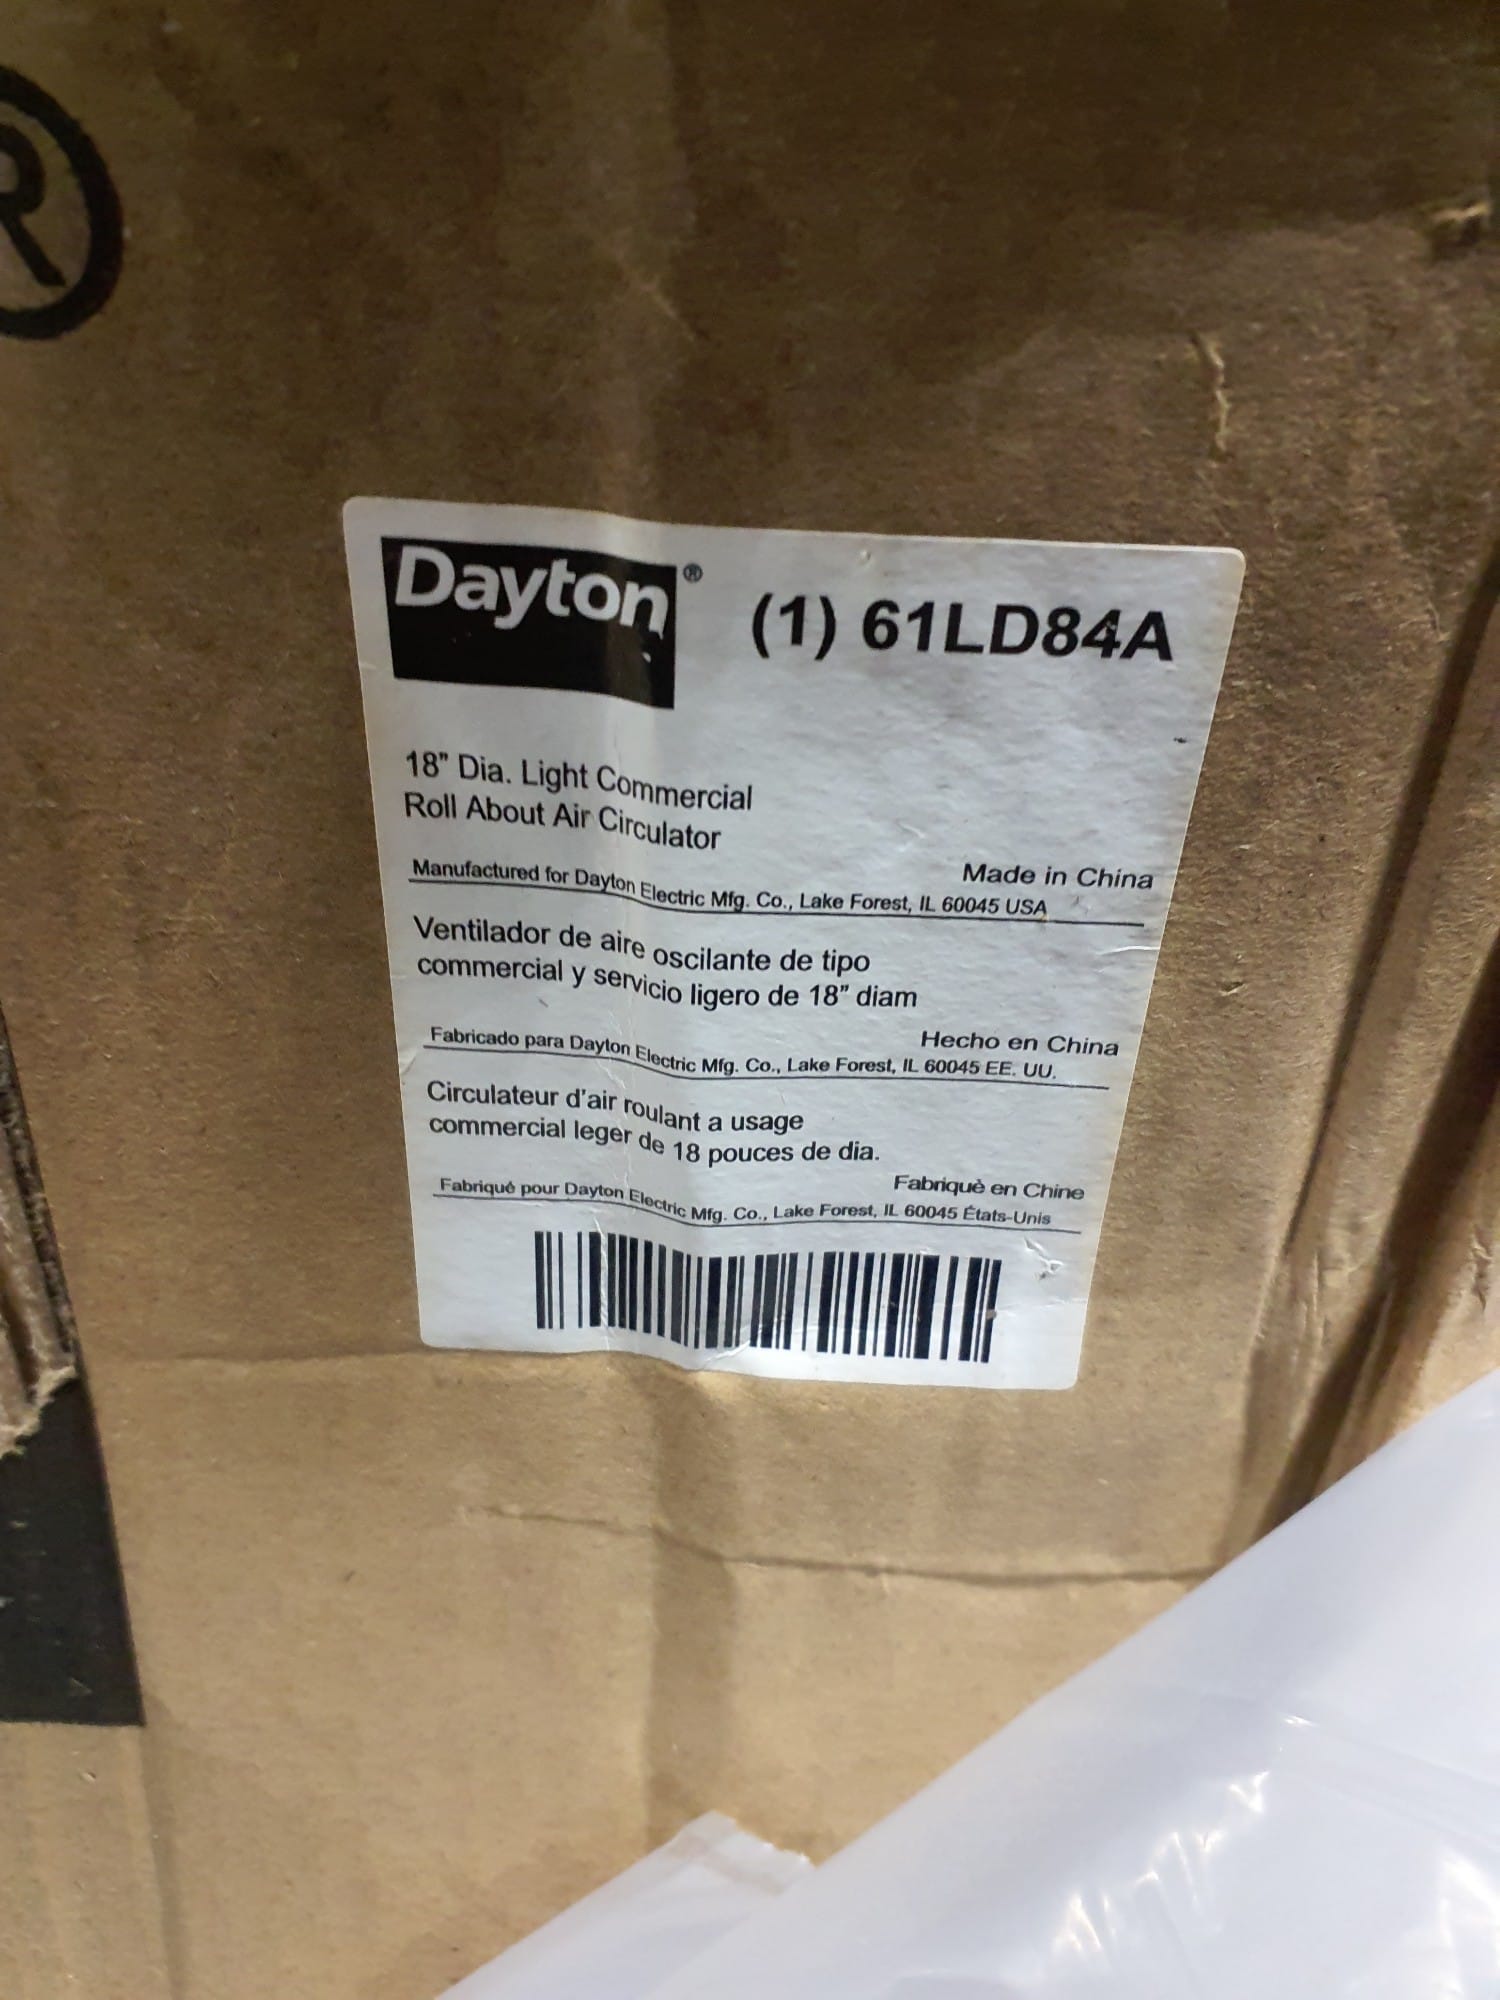 ®
Dayton®
(1) 61LD84A
18” Dia. Light Commercial
Roll About Air Circulator
Made in China
Manufactured for Dayton Electric Mfg. Co., Lake Forest, IL 60045 USA
Ventilador de aire oscilante de tipo
commercial y servicio ligero de 18” diam
Hecho en China
Fabricado para Dayton Electric Mfg. Co., Lake Forest, IL 60045 EE. UU.
Circulateur d’air roulant a usage
commercial leger de 18 pouces de dia.
Fabriquè en Chine
Fabriqué pour Dayton Electric Mfg. Co., Lake Forest, IL 60045 États-Unis